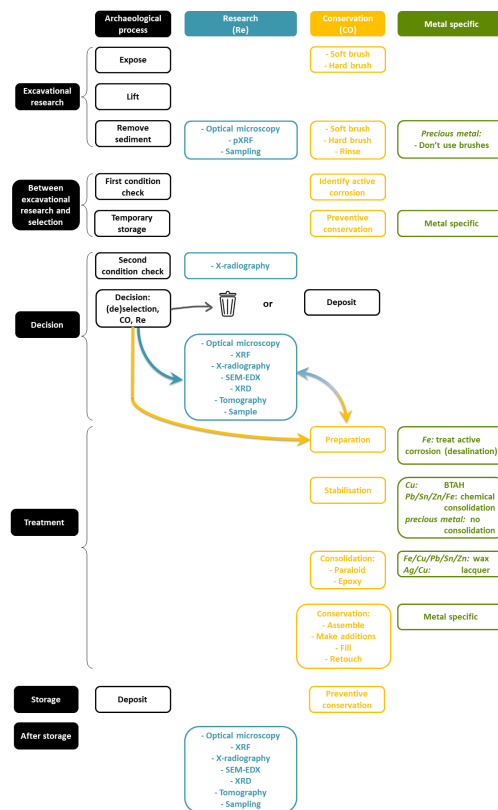 Archaeological
process
Research
(Re)
Conservation
(CO)
Metal specific
Excavational
research
Expose
- Soft brush
- Hard brush
Lift
Remove
sediment
- Optical microscopy
- pXRF
- Sampling
- Soft brush
- Hard brush
- Rinse
Precious metal:
- Don't use brushes
Between
excavational
research and
selection
First condition
check
Identify active
corrosion
Temporary
storage
Preventive
conservation
Metal specific
Decision
Second
condition check
- X-radiography
Decision:
(de)selection,
CO, Re
or
Deposit
- Optical microscopy
- XRF
- X-radiography
- SEM-EDX
- XRD
- Tomography
- Sample
Treatment
Preparation
Fe: treat active
corrosion (desalination)
Stabilisation
Cu: BTAH
Pb/Sn/Zn/Fe: chemical
consolidation
precious metal: no
consolidation
Consolidation:
- Paraloid
- Epoxy
Fe/Cu/Pb/Sn/Zn: wax
Ag/Cu: lacquer
Conservation:
- Assemble
- Make additions
- Fill
- Retouch
Metal specific
Storage
Deposit
Preventive
conservation
After storage
- Optical microscopy
- XRF
- X-radiography
- SEM-EDX
- XRD
- Tomography
- Sampling